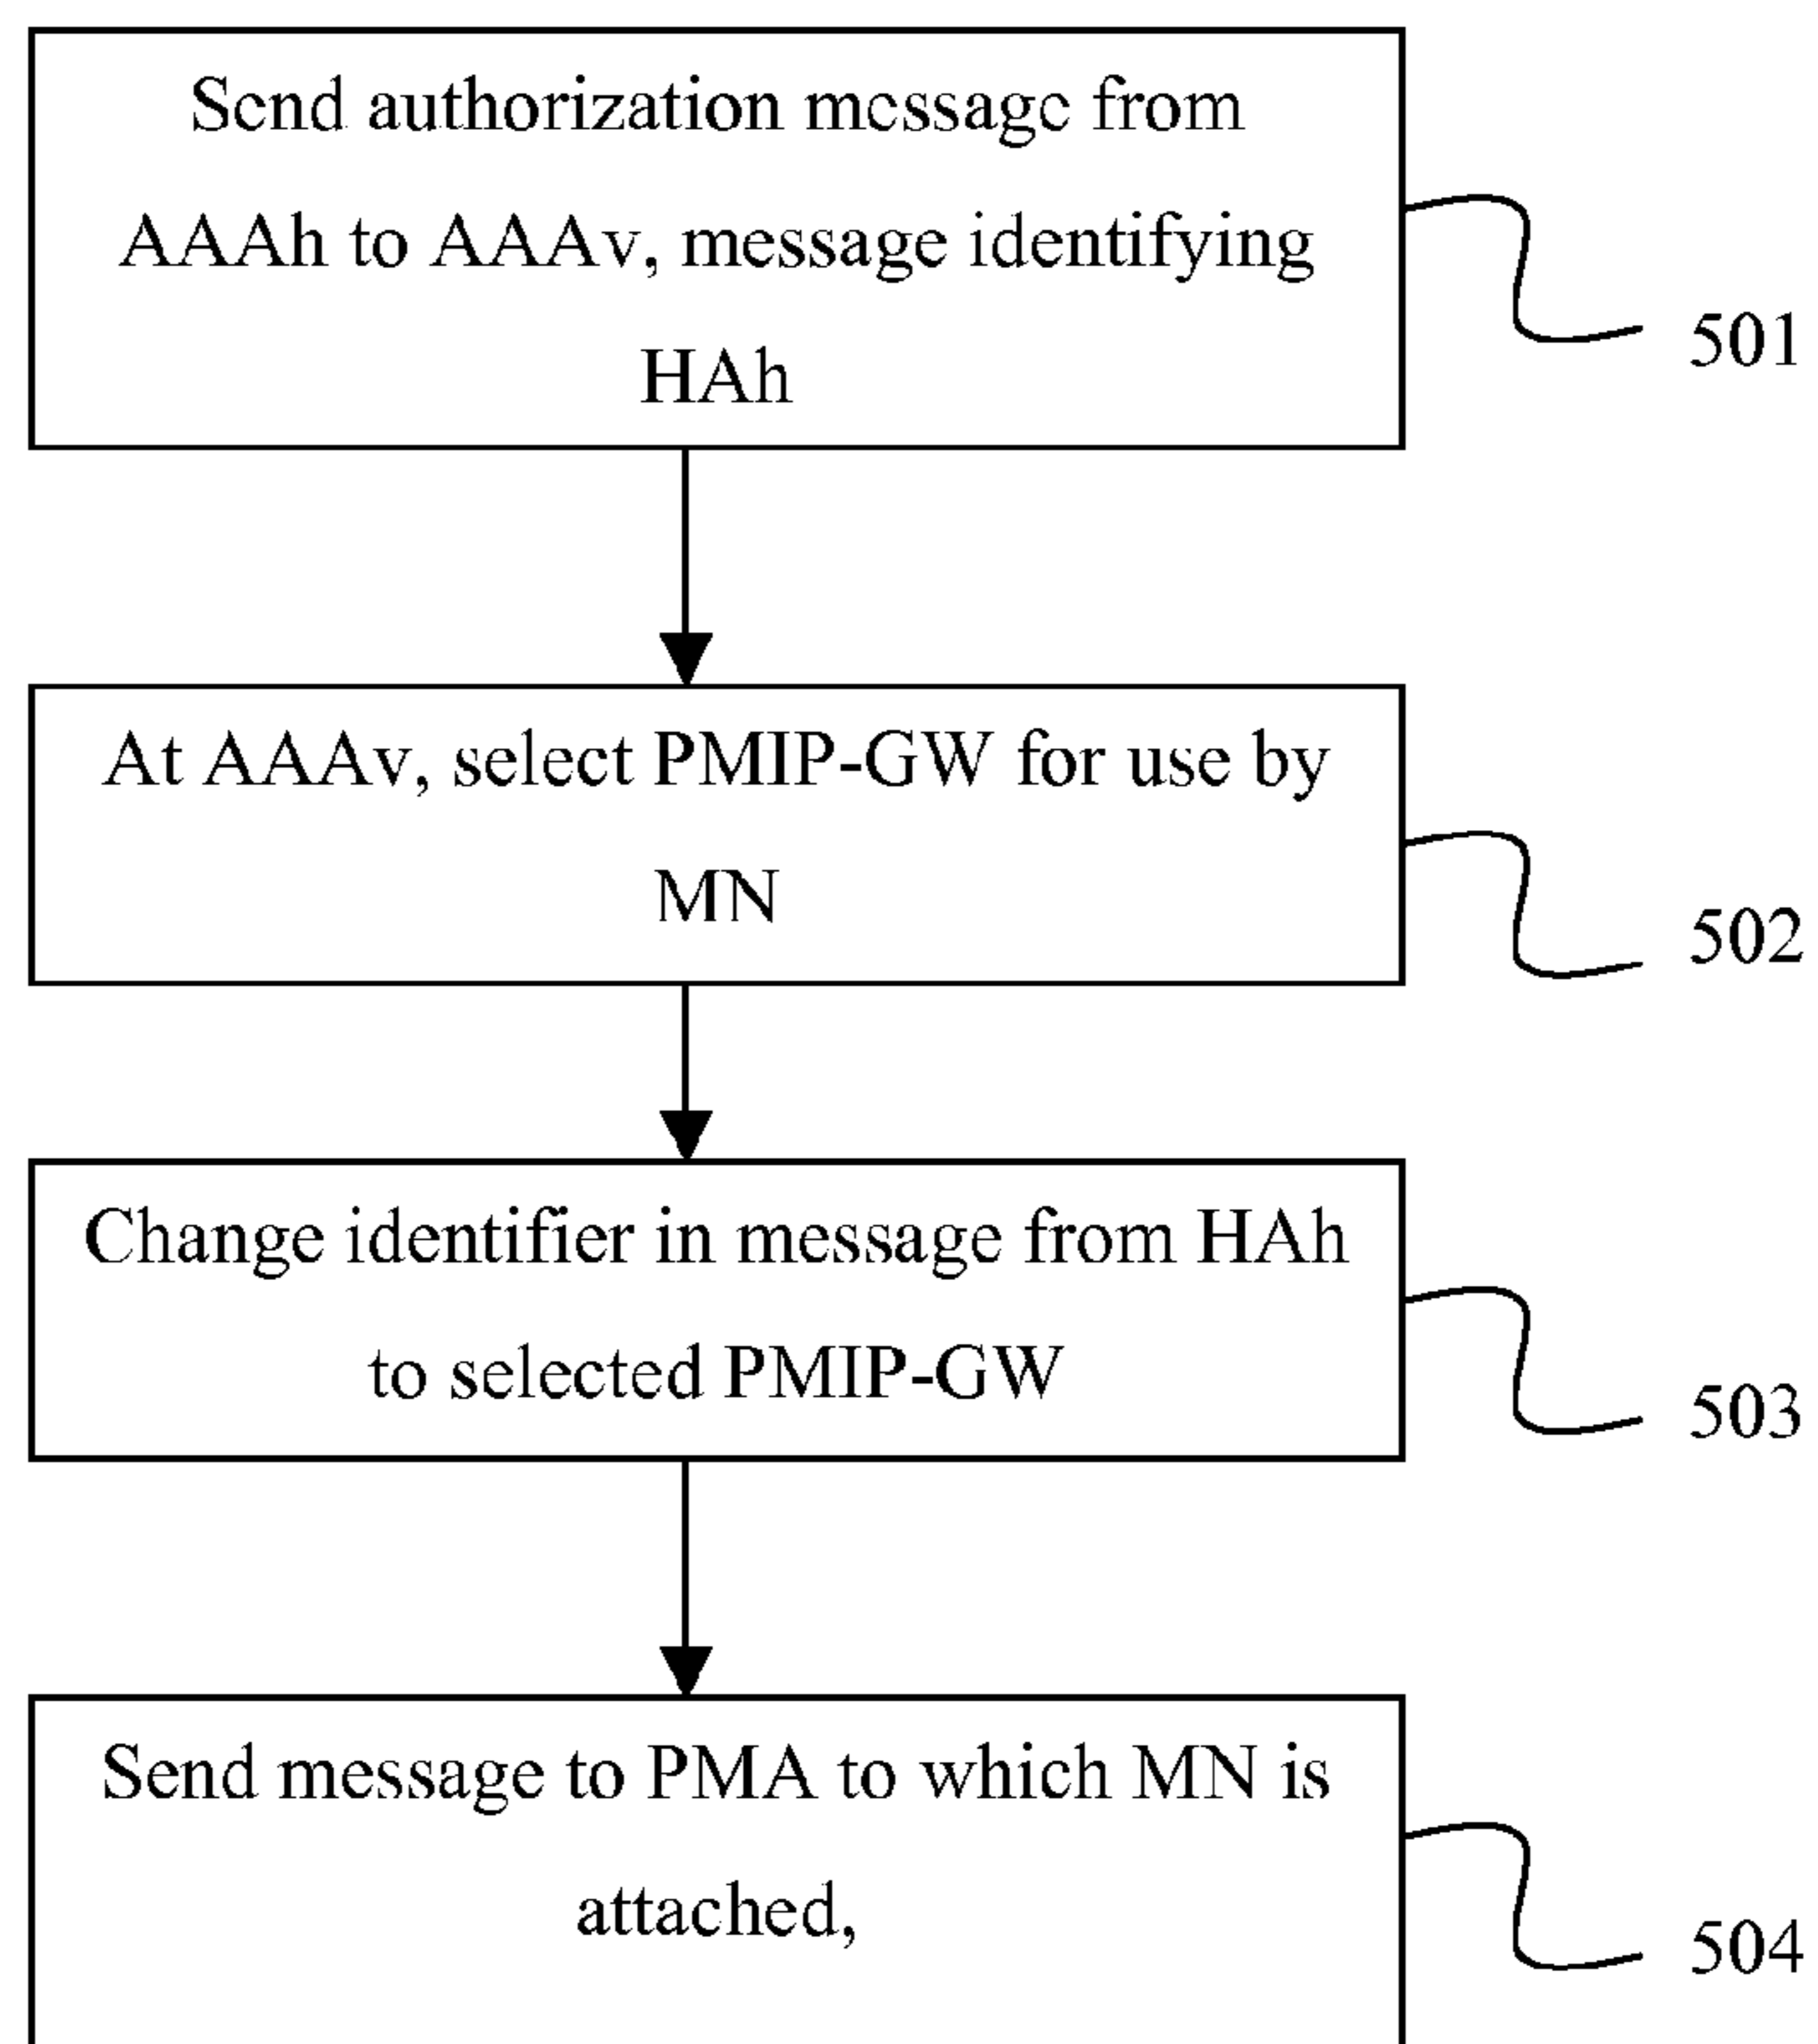 Send authorization message from
AAAh to AAAv, message identifying
HAh
501
At AAAv, select PMIP-GW for use by
MN
502
Change identifier in message from HAh
to selected PMIP-GW
503
Send message to PMA to which MN is
attached,
504